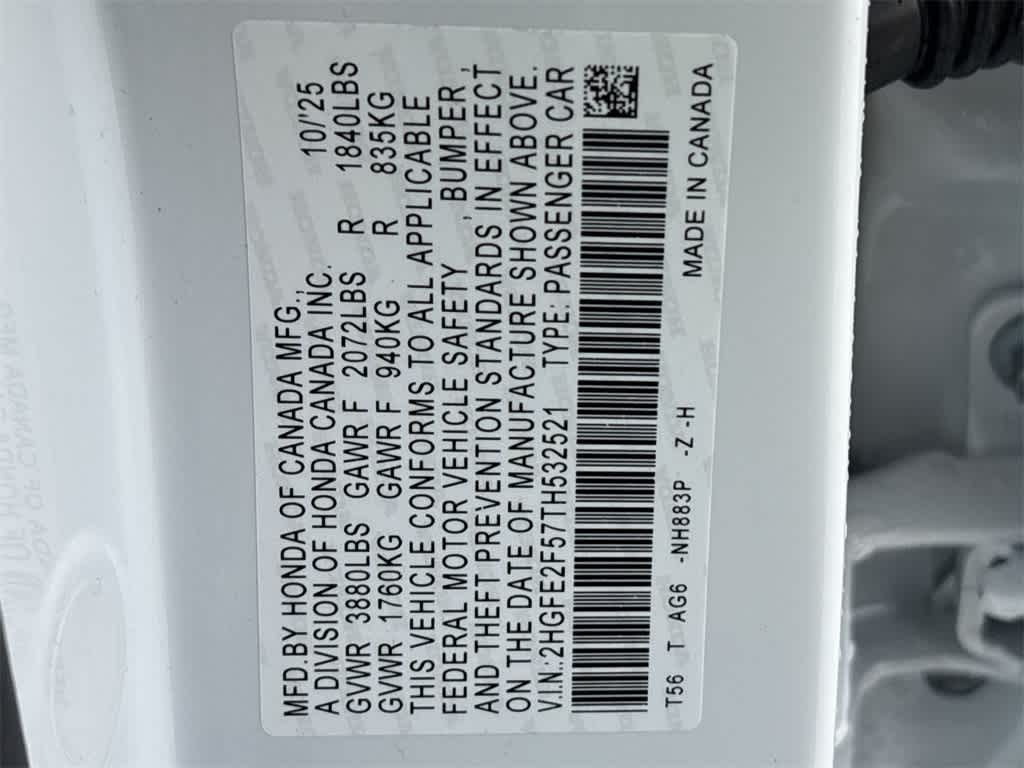 MFD.BY HONDA OF CANADA MFG.,
A DIVISION OF HONDA CANADA INC. 10/'25
GVWR 3880LBS GAWR F 2072LBS R 1840LBS
GVWR 1760KG GAWR F 940KG R 835KG
THIS VEHICLE CONFORMS TO ALL APPLICABLE
FEDERAL MOTOR VEHICLE SAFETY , BUMPER ,
AND THEFT PREVENTION STANDARDS IN EFFECT
ON THE DATE OF MANUFACTURE SHOWN ABOVE.
V.I.N.:2HGFE2F57TH532521 TYPE: PASSENGER CAR
T56 T AG6 -NH883P -Z -H MADE IN CANADA